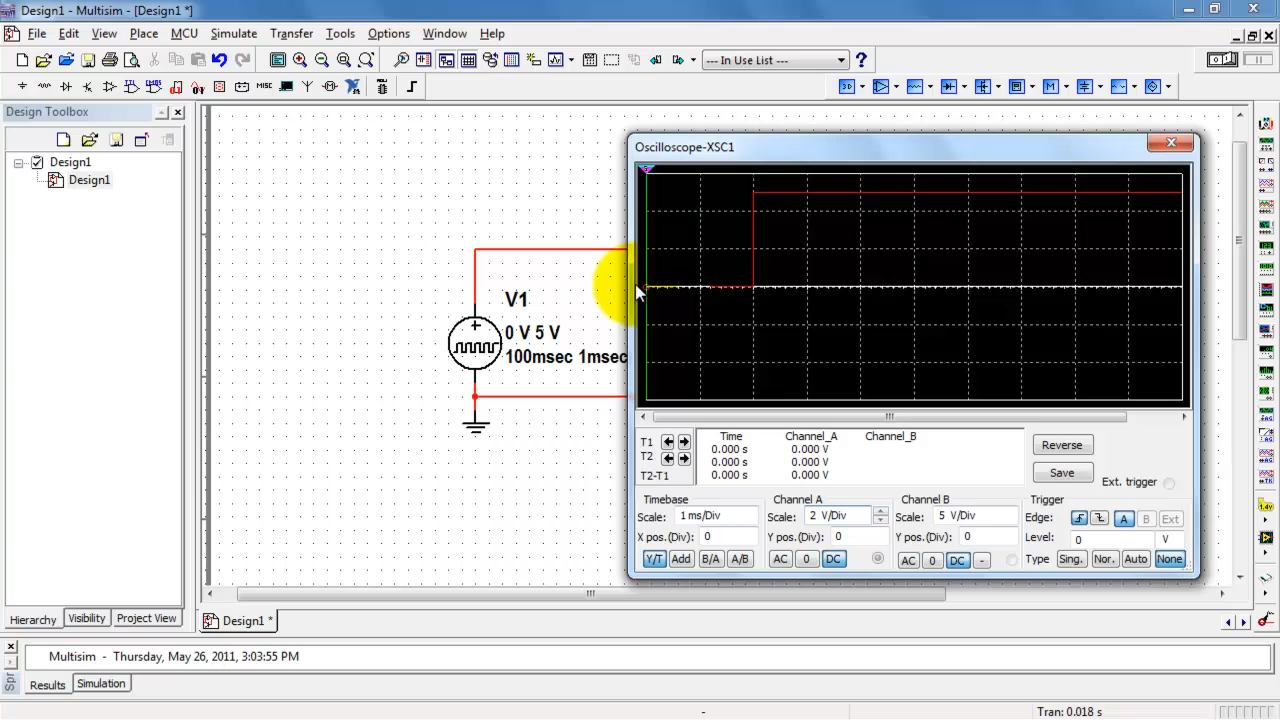 Design1 - Multisim - [Design1 *]
File Edit View Place MCU Simulate Transfer Tools Options Window Help
--- In Use List ---
Design Toolbox
Design1
Design1
Oscilloscope-XSC1
V1
0 V 5 V
100msec 1msec
Time Channel_A Channel_B
T1 0.000 s 0.000 V
T2 0.000 s 0.000 V
T2-T1 0.000 s 0.000 V
Reverse
Save
Ext. trigger
Timebase Channel A Channel B Trigger
Scale: 1 ms/Div Scale: 2 V/Div Scale: 5 V/Div Edge: A B Ext
X pos.(Div): 0 Y pos.(Div): 0 Y pos.(Div): 0 Level: 0 V
Y/T Add B/A A/B AC 0 DC AC 0 DC - Type Sing. Nor. Auto None
Hierarchy Visibility Project View
Design1 *
Multisim - Thursday, May 26, 2011, 3:03:55 PM
Spr
Results Simulation
- Tran: 0.018 s